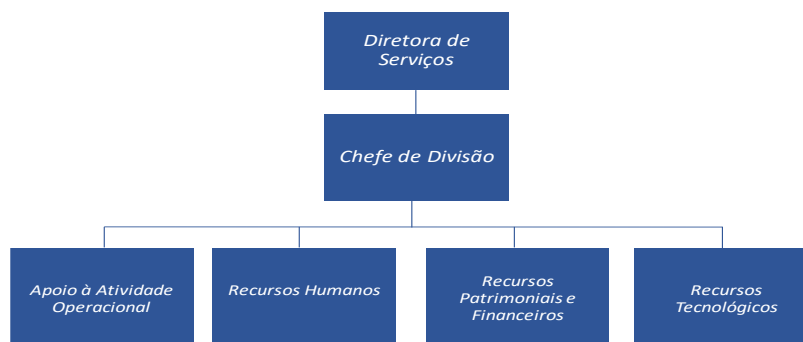 Diretora de
Serviços
Chefe de Divisão
Apoio à Atividade
Operacional
Recursos Humanos
Recursos
Patrimoniais e
Financeiros
Recursos
Tecnológicos